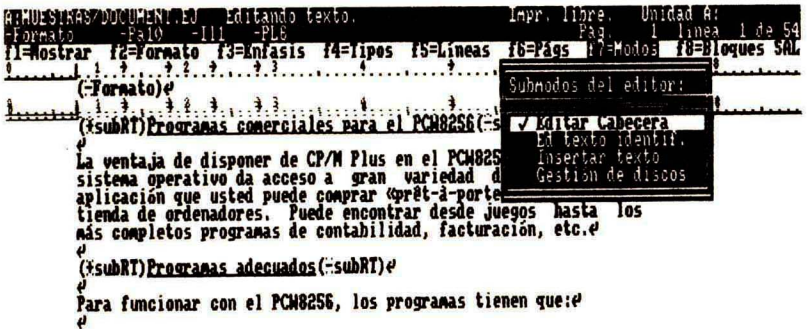 A:MUESTRAS/DOCUMENT.EJ Editando texto. Impr. libre. Unidad A:
-Formato -Pa10 -I11 -PL6 Pág. 1 línea 1 de 54
f1=Mostrar f2=Formato f3=Enfasis f4=Tipos f5=Líneas f6=Págs f7=Modos f8=Bloques SAL
(-Formato)↵
Submodos del editor:
(+subRT)Programas comerciales para el PCW8256(-s
√ Editar Cabecera
Ed texto identif.
Insertar texto
Gestión de discos
↵
La ventaja de disponer de CP/M Plus en el PCW825
sistema operativo da acceso a gran variedad d
aplicación que usted puede comprar «prêt-à-porte
tienda de ordenadores. Puede encontrar desde juegos hasta los
más completos programas de contabilidad, facturación, etc.↵
↵
(+subRT)Programas adecuados(-subRT)↵
↵
Para funcionar con el PCW8256, los programas tienen que:↵
↵